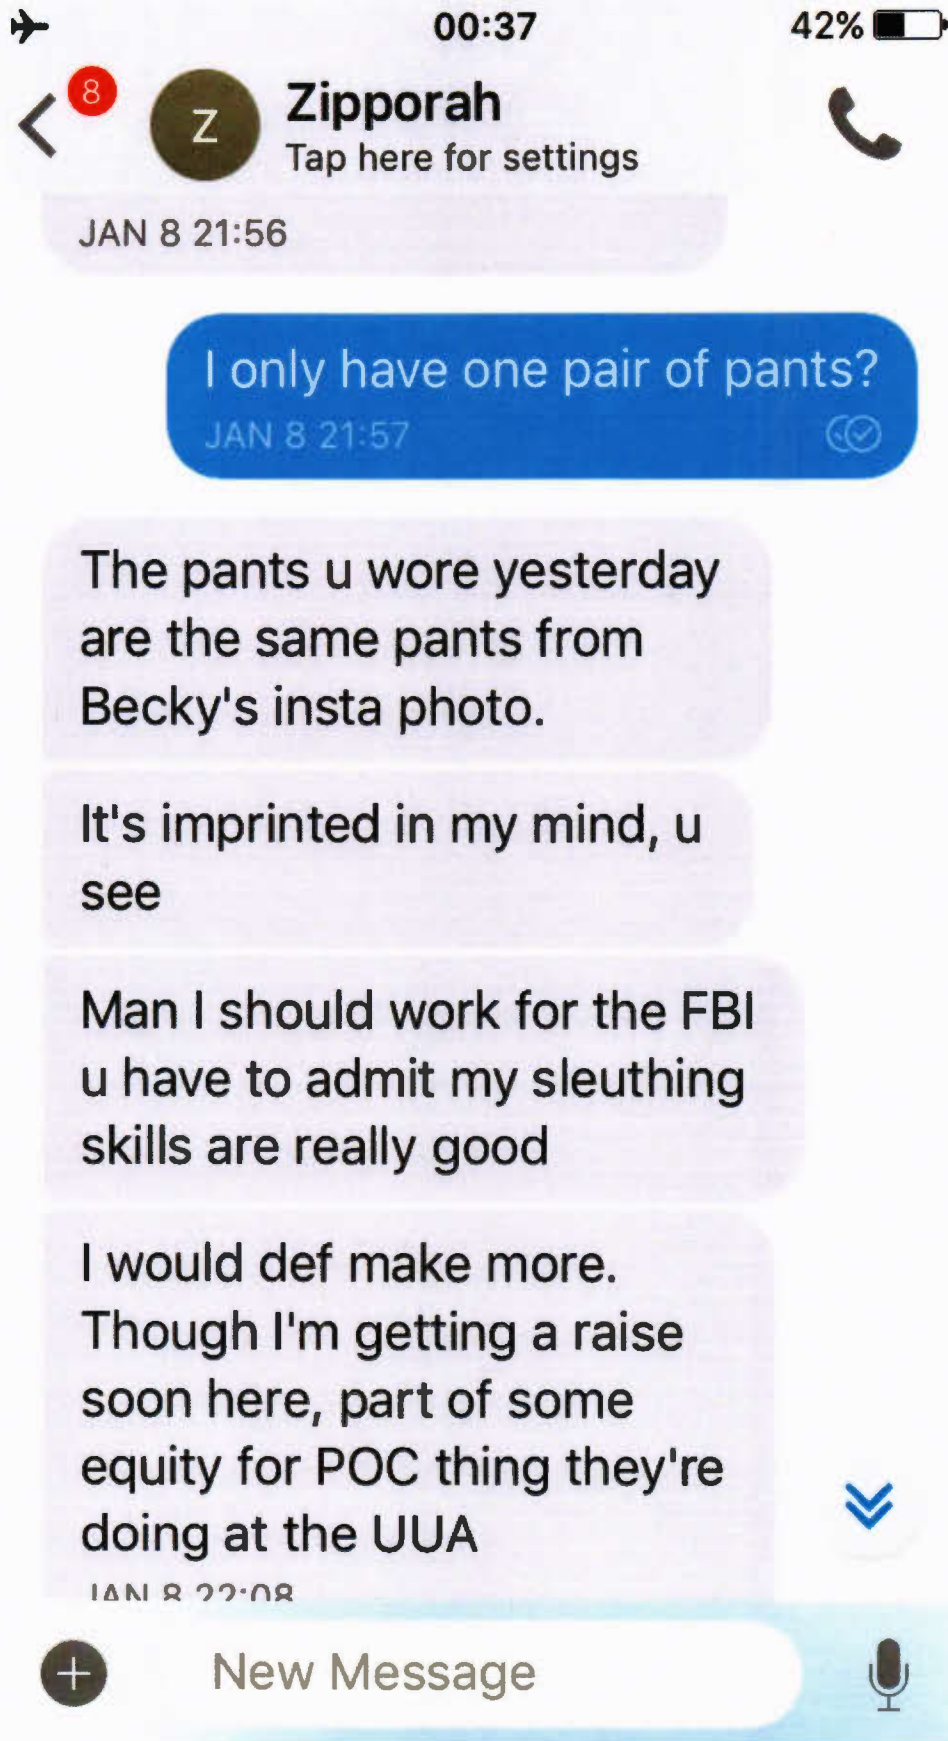 00:37
42%
8
Z
Zipporah
Tap here for settings
JAN 8 21:56
I only have one pair of pants?
JAN 8 21:57
The pants u wore yesterday
are the same pants from
Becky's insta photo.
It's imprinted in my mind, u
see
Man I should work for the FBI
u have to admit my sleuthing
skills are really good
I would def make more.
Though I'm getting a raise
soon here, part of some
equity for POC thing they're
doing at the UUA
JAN 8 22:08
New Message